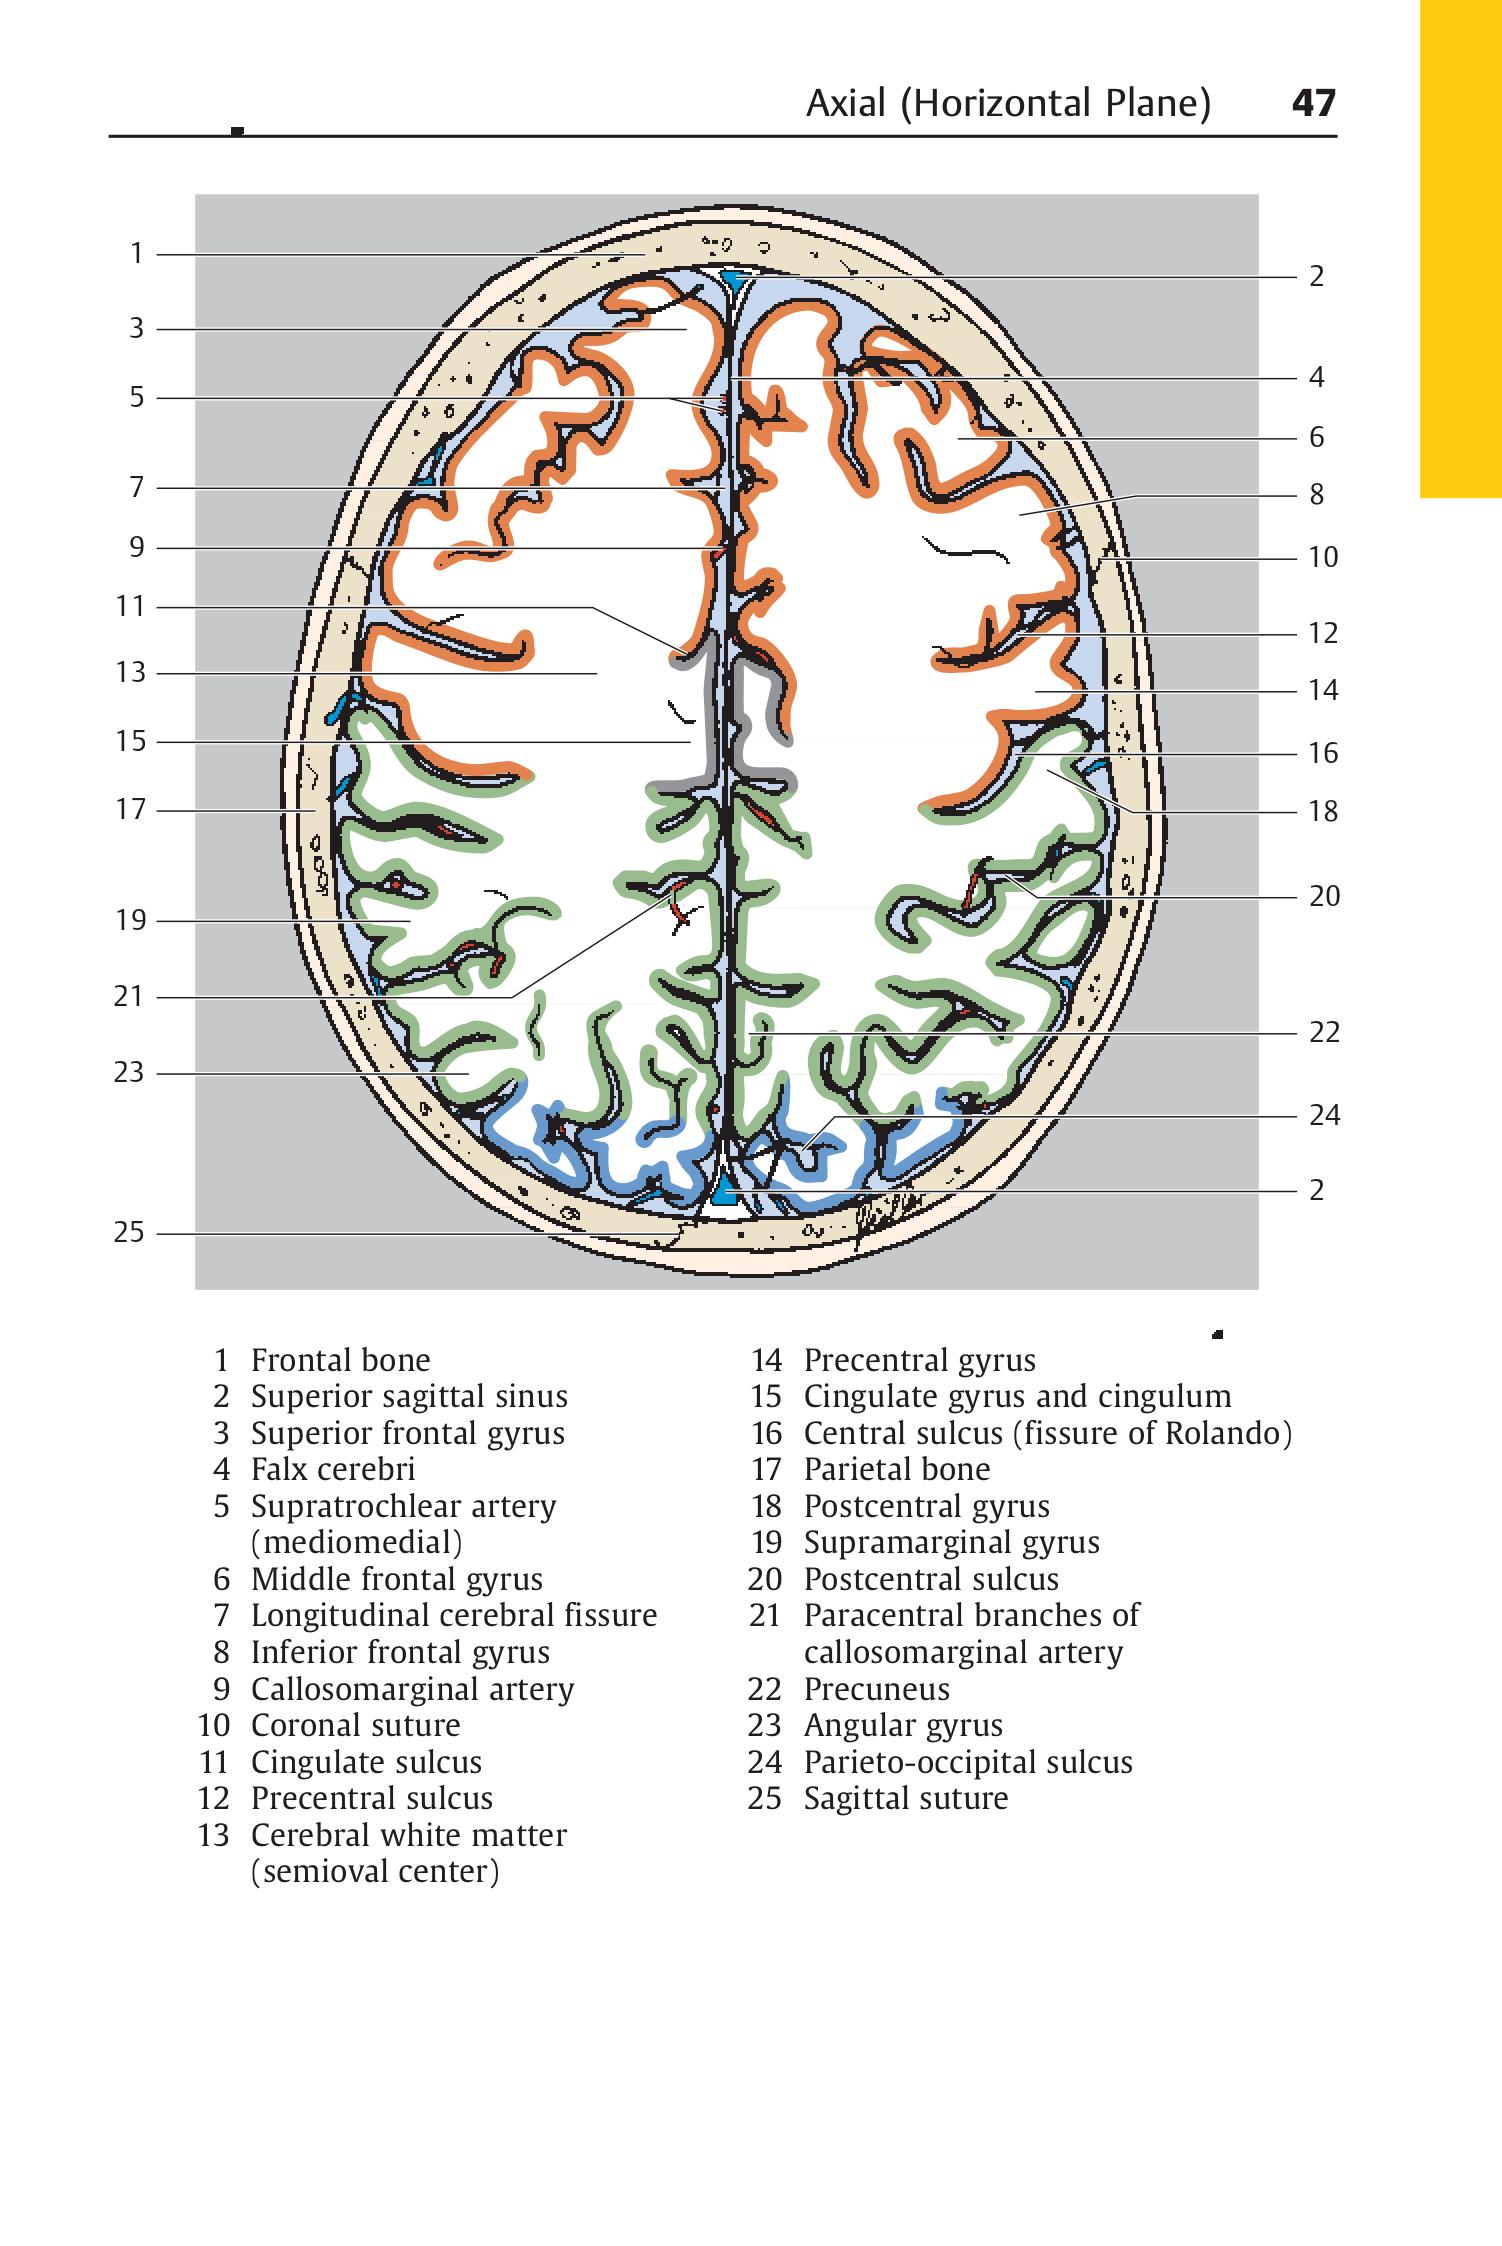 Axial (Horizontal Plane) 47
1
2
3
4
5
6
7
8
9
10
11
12
13
14
15
16
17
18
19
20
21
22
23
24
2
25
1 Frontal bone
2 Superior sagittal sinus
3 Superior frontal gyrus
4 Falx cerebri
5 Supratrochlear artery
(mediomedial)
6 Middle frontal gyrus
7 Longitudinal cerebral fissure
8 Inferior frontal gyrus
9 Callosomarginal artery
10 Coronal suture
11 Cingulate sulcus
12 Precentral sulcus
13 Cerebral white matter
(semioval center)
14 Precentral gyrus
15 Cingulate gyrus and cingulum
16 Central sulcus (fissure of Rolando)
17 Parietal bone
18 Postcentral gyrus
19 Supramarginal gyrus
20 Postcentral sulcus
21 Paracentral branches of
callosomarginal artery
22 Precuneus
23 Angular gyrus
24 Parieto-occipital sulcus
25 Sagittal suture